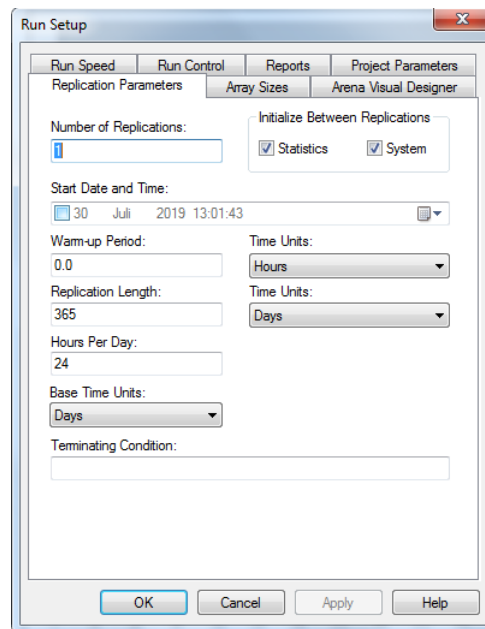 Run Setup
Run Speed Run Control Reports Project Parameters
Replication Parameters Array Sizes Arena Visual Designer
Number of Replications: Initialize Between Replications
1 Statistics System
Start Date and Time:
30 Juli 2019 13:01:43
Warm-up Period: Time Units:
0.0 Hours
Replication Length: Time Units:
365 Days
Hours Per Day:
24
Base Time Units:
Days
Terminating Condition:
OK Cancel Apply Help